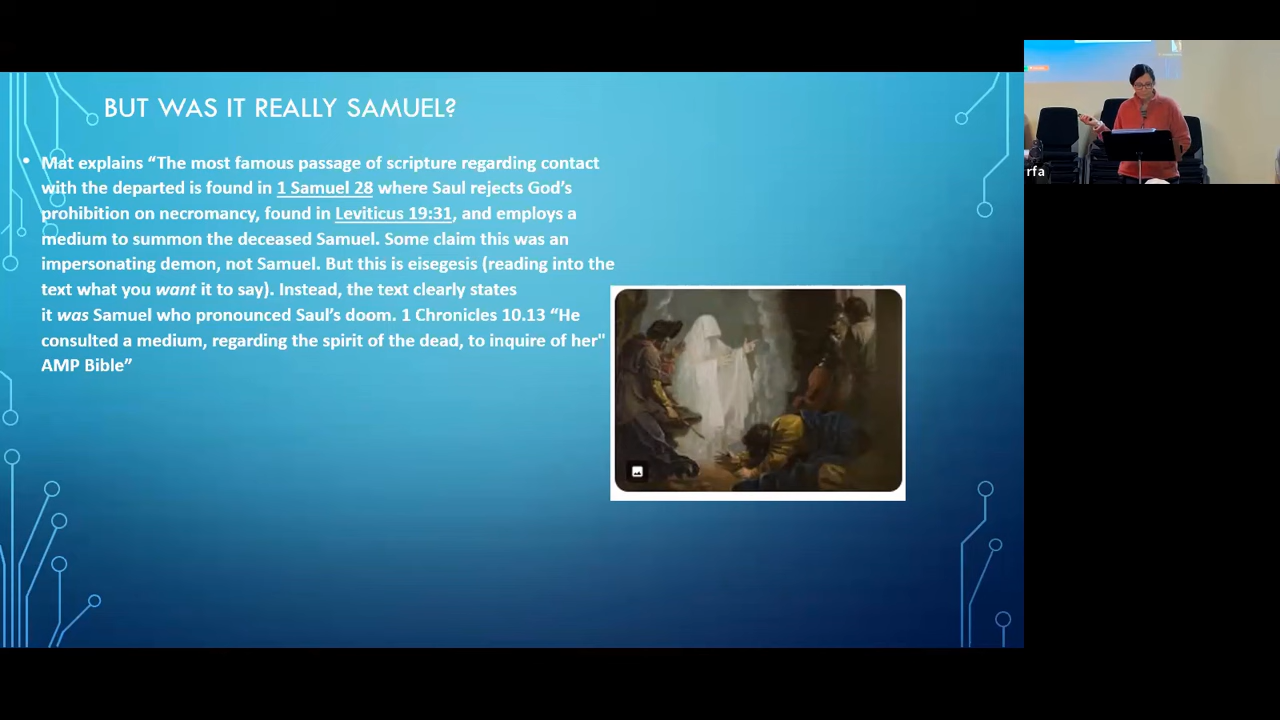 BUT WAS IT REALLY SAMUEL?
• Mat explains “The most famous passage of scripture regarding contact
with the departed is found in 1 Samuel 28 where Saul rejects God’s
prohibition on necromancy, found in Leviticus 19:31, and employs a
medium to summon the deceased Samuel. Some claim this was an
impersonating demon, not Samuel. But this is eisegesis (reading into the
text what you want it to say). Instead, the text clearly states
it was Samuel who pronounced Saul’s doom. 1 Chronicles 10.13 “He
consulted a medium, regarding the spirit of the dead, to inquire of her"
AMP Bible”
rfa